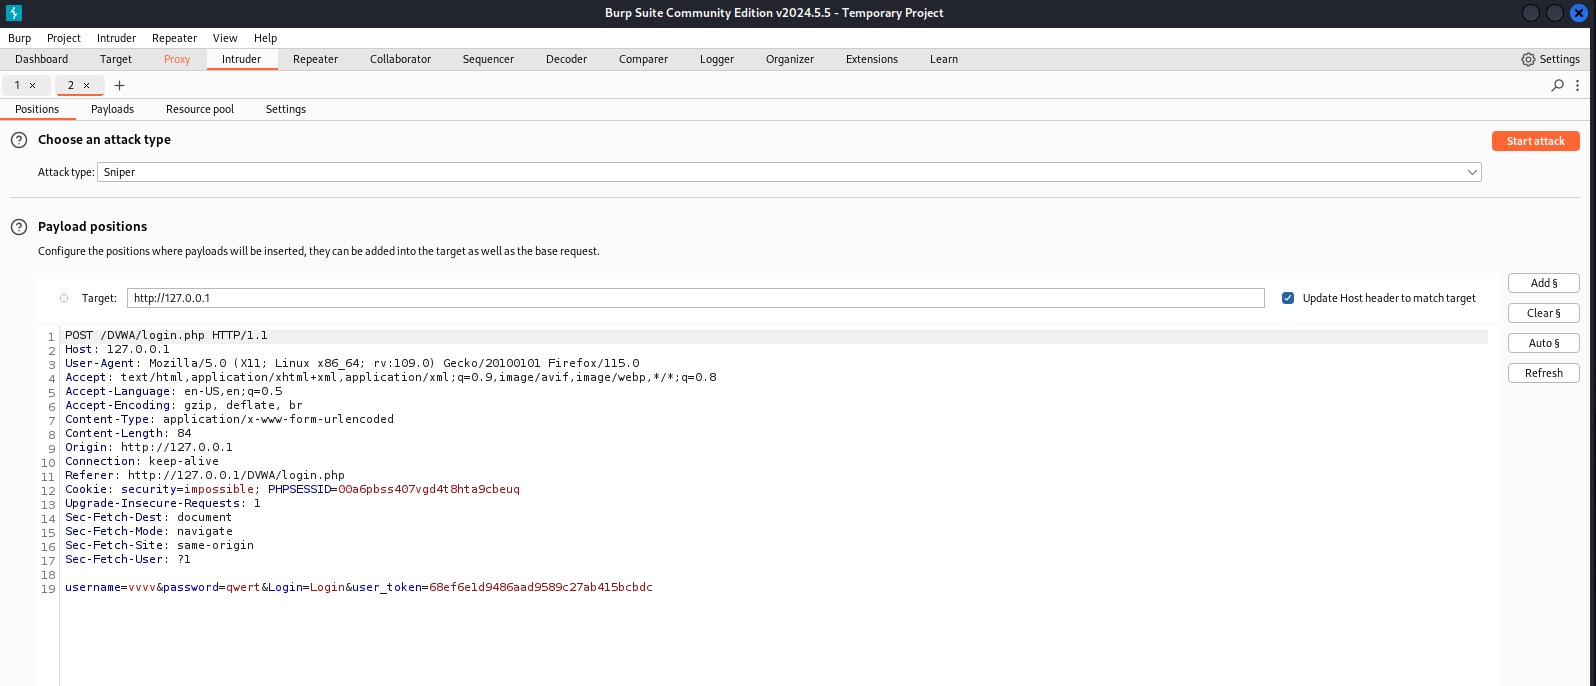 Burp Suite Community Edition v2024.5.5 - Temporary Project
Burp Project Intruder Repeater View Help
Dashboard Target Proxy Intruder Repeater Collaborator Sequencer Decoder Comparer Logger Organizer Extensions Learn Settings
1 × 2 × +
Positions Payloads Resource pool Settings
? Choose an attack type
Start attack
Attack type: Sniper
? Payload positions
Configure the positions where payloads will be inserted, they can be added into the target as well as the base request.
Add §
Target: http://127.0.0.1 Update Host header to match target
Clear §
Auto §
Refresh
1 POST /DVWA/login.php HTTP/1.1
2 Host: 127.0.0.1
3 User-Agent: Mozilla/5.0 (X11; Linux x86_64; rv:109.0) Gecko/20100101 Firefox/115.0
4 Accept: text/html,application/xhtml+xml,application/xml;q=0.9,image/avif,image/webp,*/*;q=0.8
5 Accept-Language: en-US,en;q=0.5
6 Accept-Encoding: gzip, deflate, br
7 Content-Type: application/x-www-form-urlencoded
8 Content-Length: 84
9 Origin: http://127.0.0.1
10 Connection: keep-alive
11 Referer: http://127.0.0.1/DVWA/login.php
12 Cookie: security=impossible; PHPSESSID=00a6pbss407vgd4t8hta9cbeuq
13 Upgrade-Insecure-Requests: 1
14 Sec-Fetch-Dest: document
15 Sec-Fetch-Mode: navigate
16 Sec-Fetch-Site: same-origin
17 Sec-Fetch-User: ?1
18
19 username=vvvv&password=qwert&Login=Login&user_token=68ef6e1d9486aad9589c27ab415bcbdc